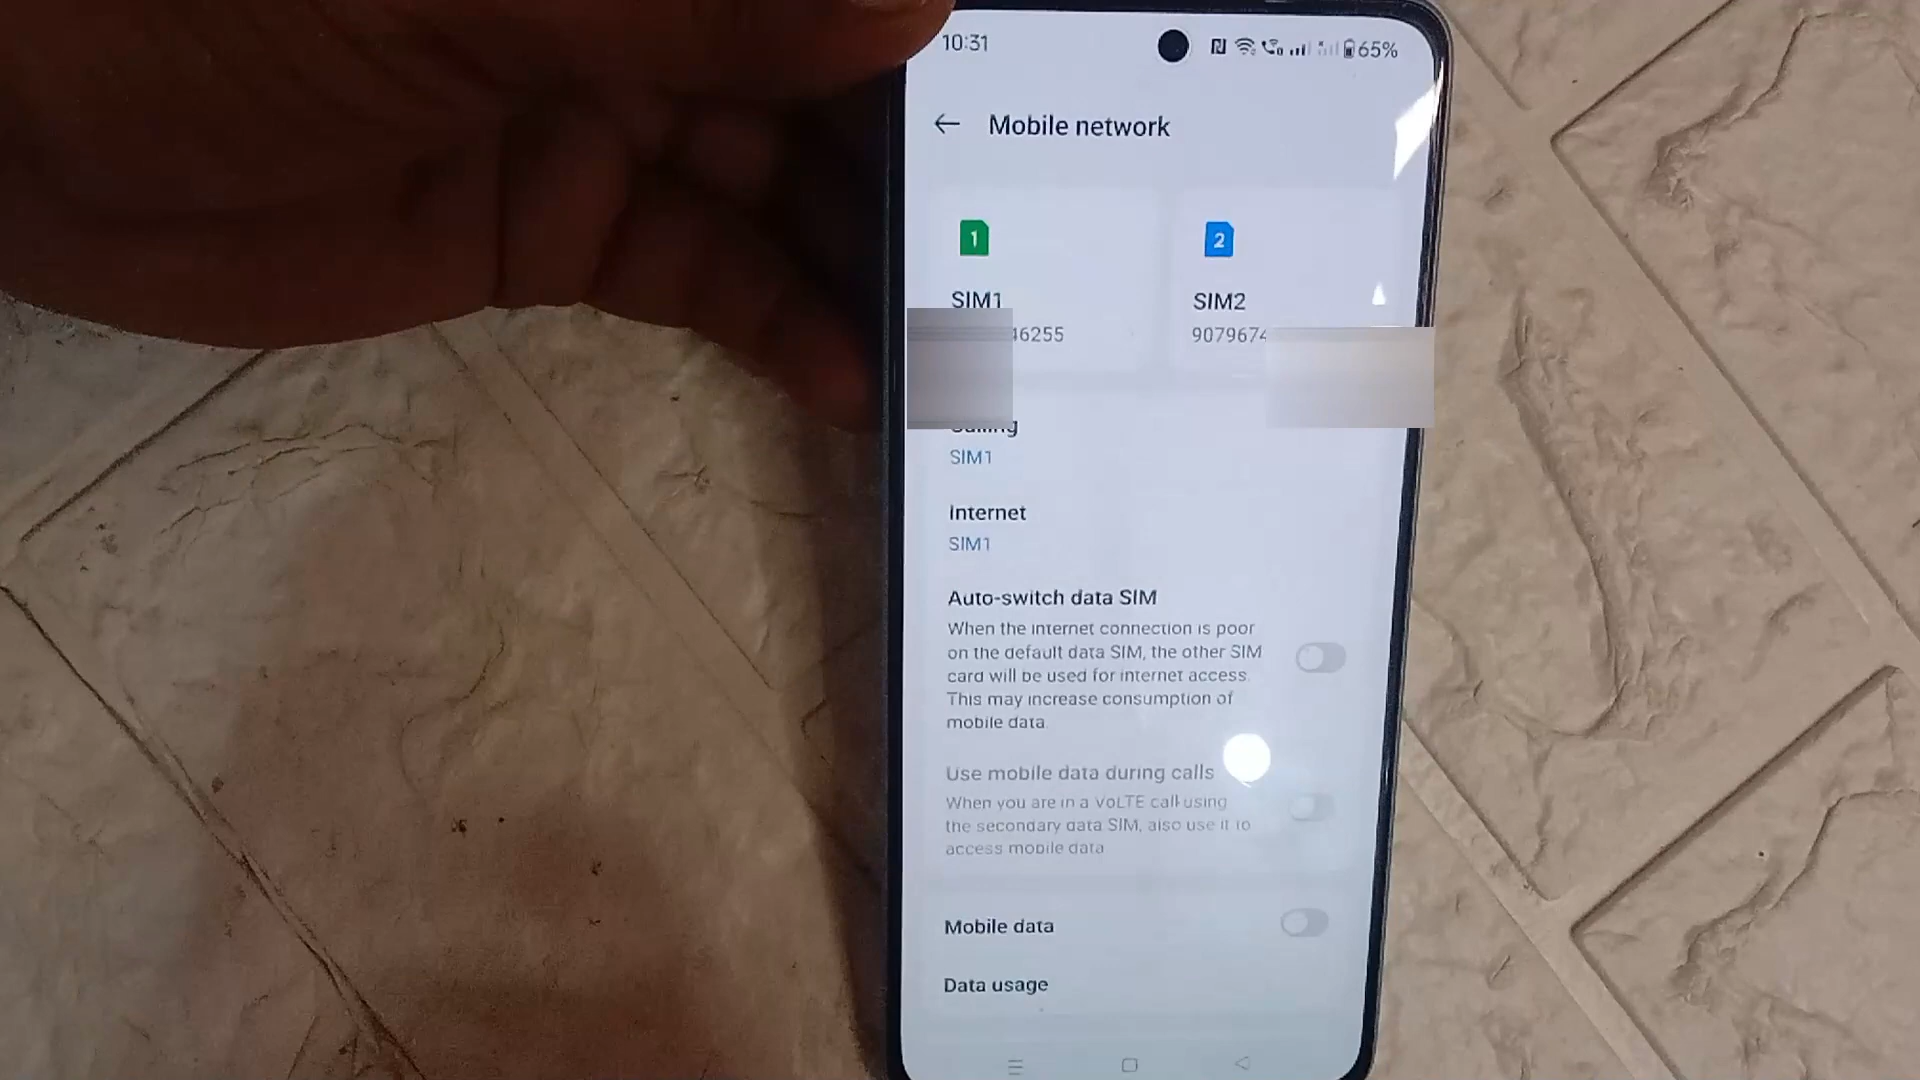 10:31
65%
Mobile network
1
2
SIM1
SIM2
46255
907967
SIM1
Internet
SIM1
Auto-switch data SIM
When the internet connection is poor
on the default data SIM, the other SIM
card will be used for internet access.
This may increase consumption of
mobile data.
Use mobile data during calls
When you are in a VoLTE call using
the secondary data SIM, also use it to
access mobile data
Mobile data
Data usage